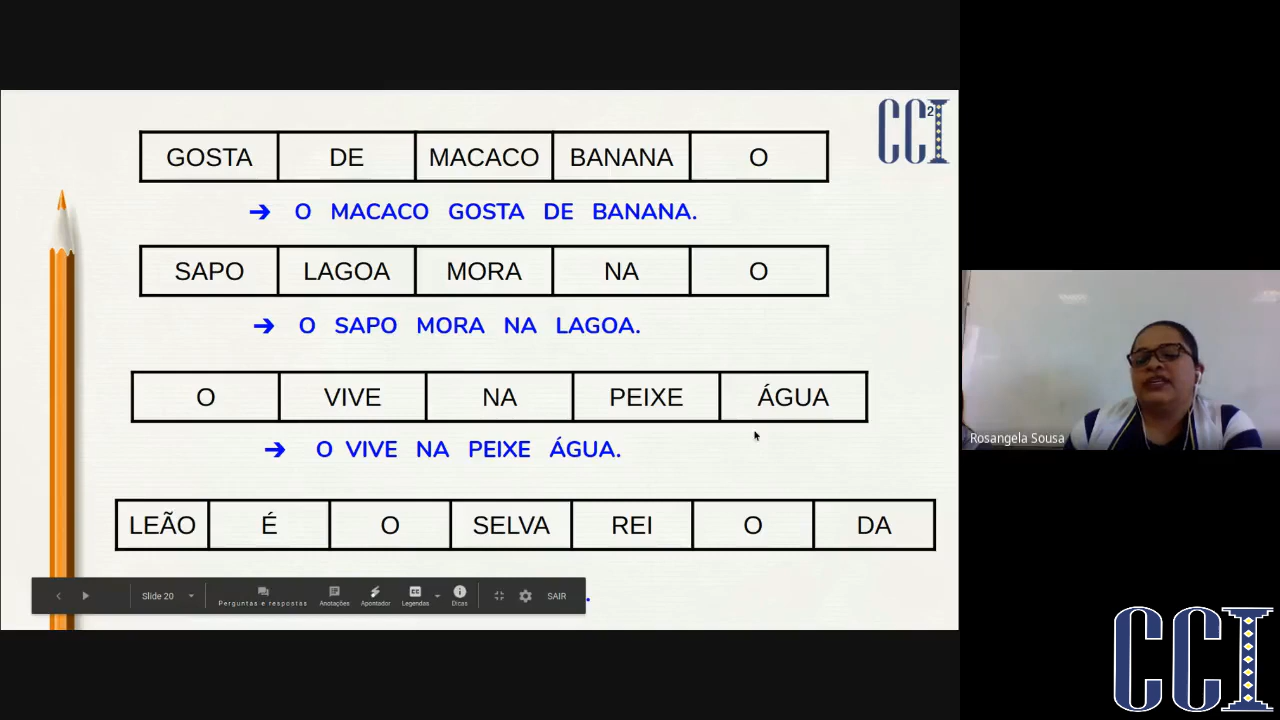 CCI
2
GOSTA DE MACACO BANANA O
➔ O MACACO GOSTA DE BANANA.
SAPO LAGOA MORA NA O
➔ O SAPO MORA NA LAGOA.
O VIVE NA PEIXE ÁGUA
➔ O VIVE NA PEIXE ÁGUA.
LEÃO É O SELVA REI O DA
Slide 20 Perguntas e respostas Anotações Apontador Legendas Dicas SAIR .
Rosangela Sousa
CCI